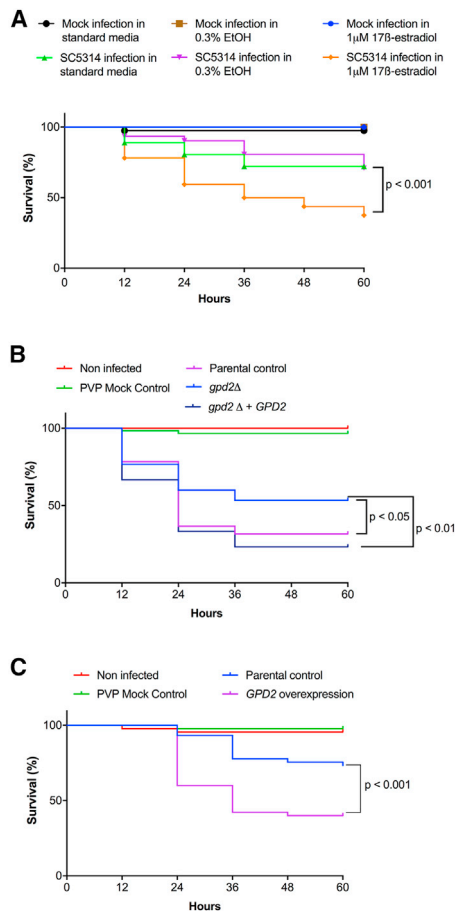 A
Mock infection in standard media
Mock infection in 0.3% EtOH
Mock infection in 1µM 17ß-estradiol
SC5314 infection in standard media
SC5314 infection in 0.3% EtOH
SC5314 infection in 1µM 17ß-estradiol
Survival (%)
100
50
0
0 12 24 36 48 60
Hours
p < 0.001
B
Non infected
Parental control
PVP Mock Control
gpd2Δ
gpd2 Δ + GPD2
Survival (%)
100
50
0
0 12 24 36 48 60
Hours
p < 0.05
p < 0.01
C
Non infected
Parental control
PVP Mock Control
GPD2 overexpression
Survival (%)
100
50
0
0 12 24 36 48 60
Hours
p < 0.001